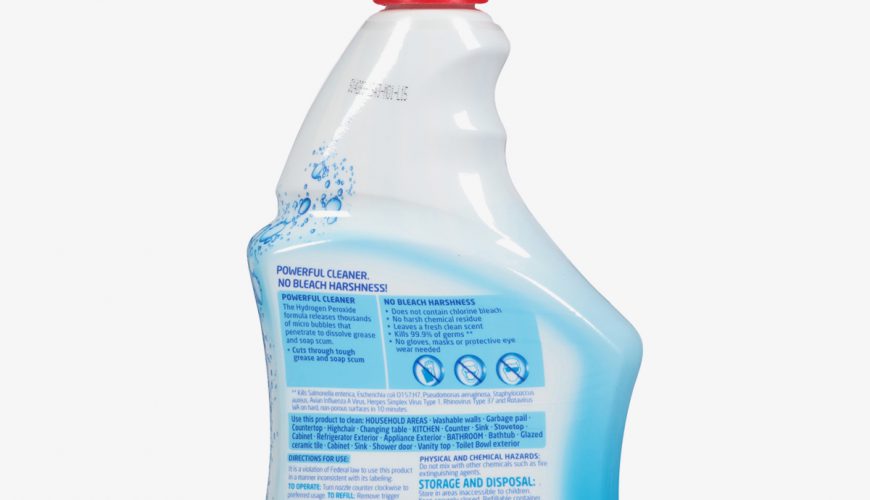 POWERFUL CLEANER.
NO BLEACH HARSHNESS!
POWERFUL CLEANER
The Hydrogen Peroxide
formula releases thousands
of micro bubbles that
penetrate to dissolve grease
and soap scum.
• Cuts through tough
grease and soap scum
NO BLEACH HARSHNESS
• Does not contain chlorine bleach
• No harsh chemical residue
• Leaves a fresh clean scent
• Kills 99.9% of germs **
• No gloves, masks or protective eye
wear needed
** Kills Salmonella enterica, Escherichia coli O157:H7, Pseudomonas aeruginosa, Staphylococcus
aureus, Avian Influenza A Virus, Herpes Simplex Virus Type 1, Rhinovirus Type 37 and Rotavirus
WA on hard, non-porous surfaces in 10 minutes
Use this product to clean: HOUSEHOLD AREAS · Washable walls · Garbage pail ·
Countertop · Highchair · Changing table · KITCHEN · Counter · Sink · Stovetop ·
Cabinet · Refrigerator Exterior · Appliance Exterior · BATHROOM · Bathtub · Glazed
ceramic tile · Cabinet · Sink · Shower door · Vanity top · Toilet Bowl exterior
DIRECTIONS FOR USE:
It is a violation of Federal law to use this product
in a manner inconsistent with its labeling.
TO OPERATE: Turn nozzle counter clockwise to
preferred usage. TO REFILL: Remove trigger
PHYSICAL AND CHEMICAL HAZARDS:
Do not mix with other chemicals such as fire
extinguishing agents.
STORAGE AND DISPOSAL:
Store in areas inaccessible to children.